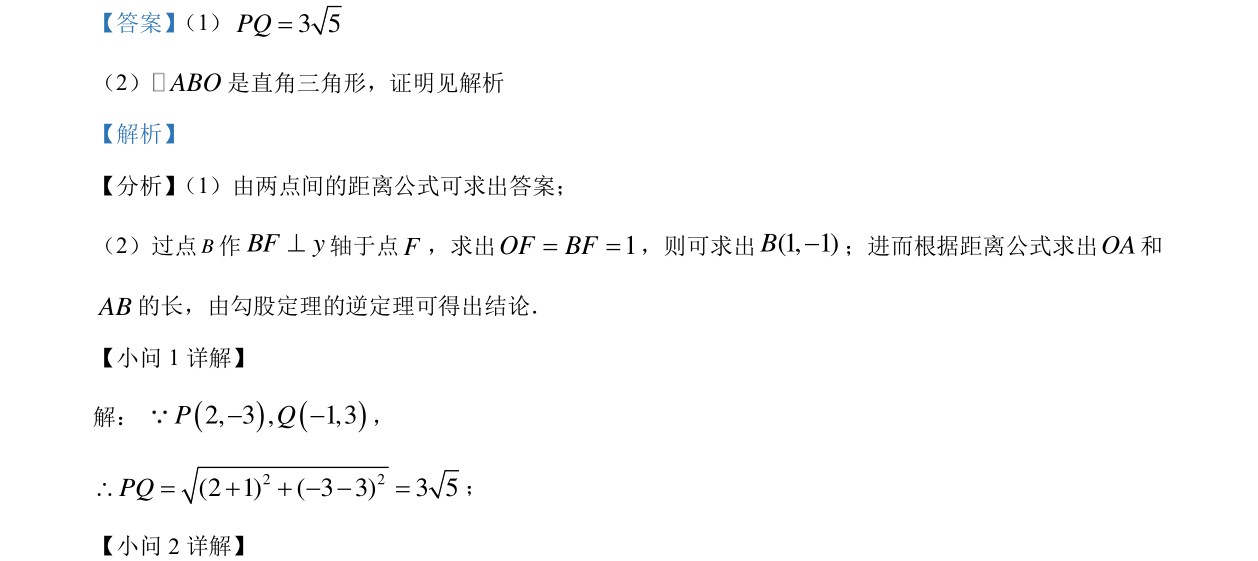 【答案】（1） PQ = 3√5
（2）□ABO 是直角三角形，证明见解析
【解析】
【分析】（1）由两点间的距离公式可求出答案；
（2）过点 B 作 BF ⊥ y 轴于点 F ，求出 OF = BF = 1，则可求出 B(1,−1)；进而根据距离公式求出 OA 和
AB 的长，由勾股定理的逆定理可得出结论．
【小问 1 详解】
解： ∵ P(2,−3),Q(−1,3)，
∴ PQ = √((2+1)² + (−3−3)²) = 3√5；
【小问 2 详解】